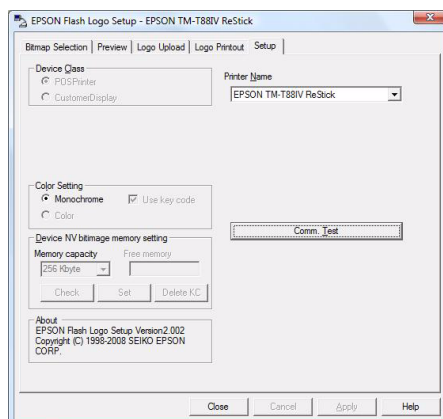 EPSON Flash Logo Setup - EPSON TM-T88IV ReStick
Bitmap Selection Preview Logo Upload Logo Printout Setup
Device Class
POSPrinter
CustomerDisplay
Printer Name
EPSON TM-T88IV ReStick
Color Setting
Monochrome Use key code
Color
Comm. Test
Device NV bitimage memory setting
Memory capacity Free memory
256 Kbyte
Check Set Delete KC
About
EPSON Flash Logo Setup Version2.002
Copyright (C) 1998-2008 SEIKO EPSON
CORP.
Close Cancel Apply Help